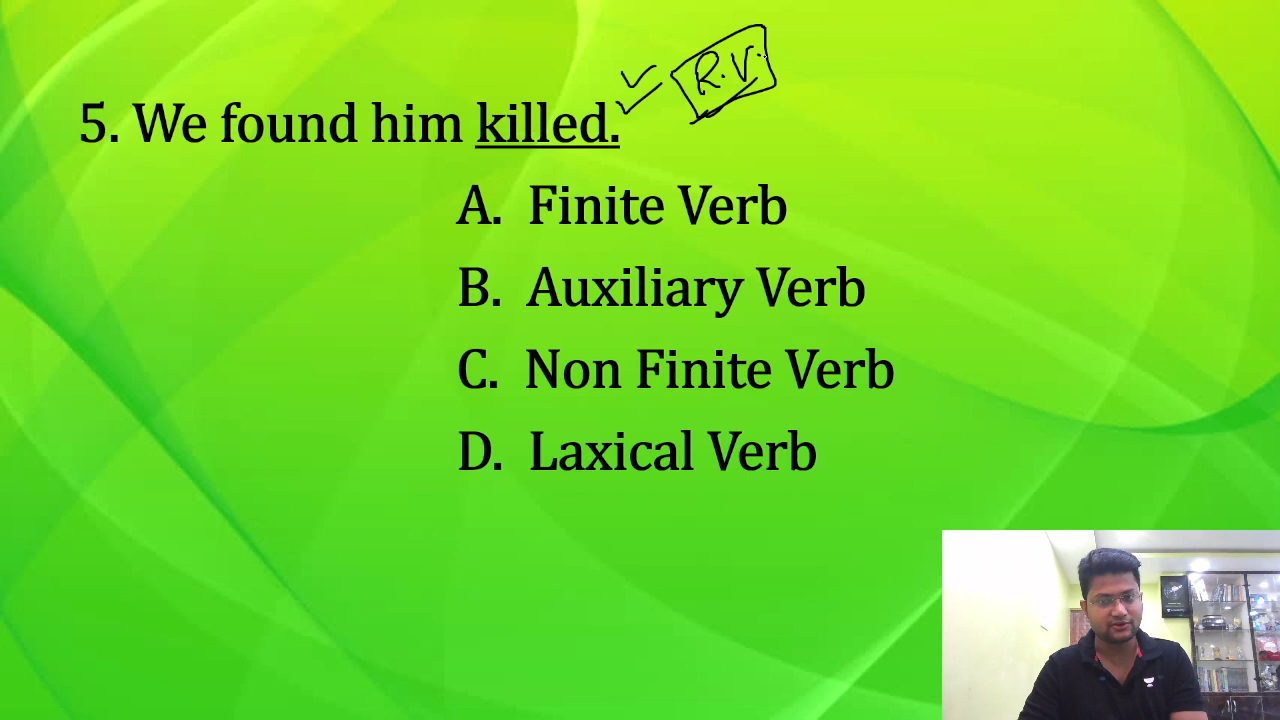 R.V.
5. We found him killed.
A. Finite Verb
B. Auxiliary Verb
C. Non Finite Verb
D. Laxical Verb